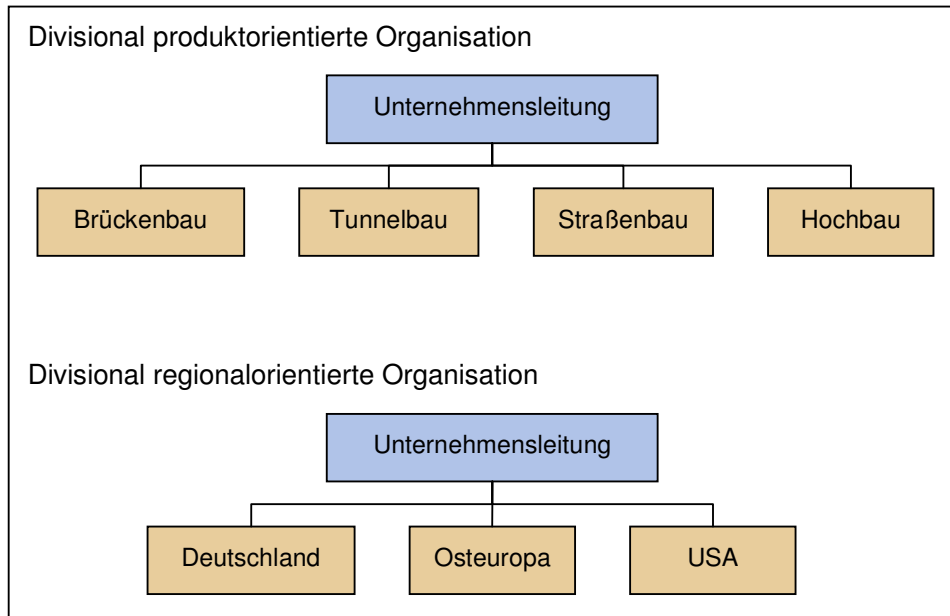 Divisional produktorientierte Organisation
Unternehmensleitung
Brückenbau
Tunnelbau
Straßenbau
Hochbau
Divisional regionalorientierte Organisation
Unternehmensleitung
Deutschland
Osteuropa
USA